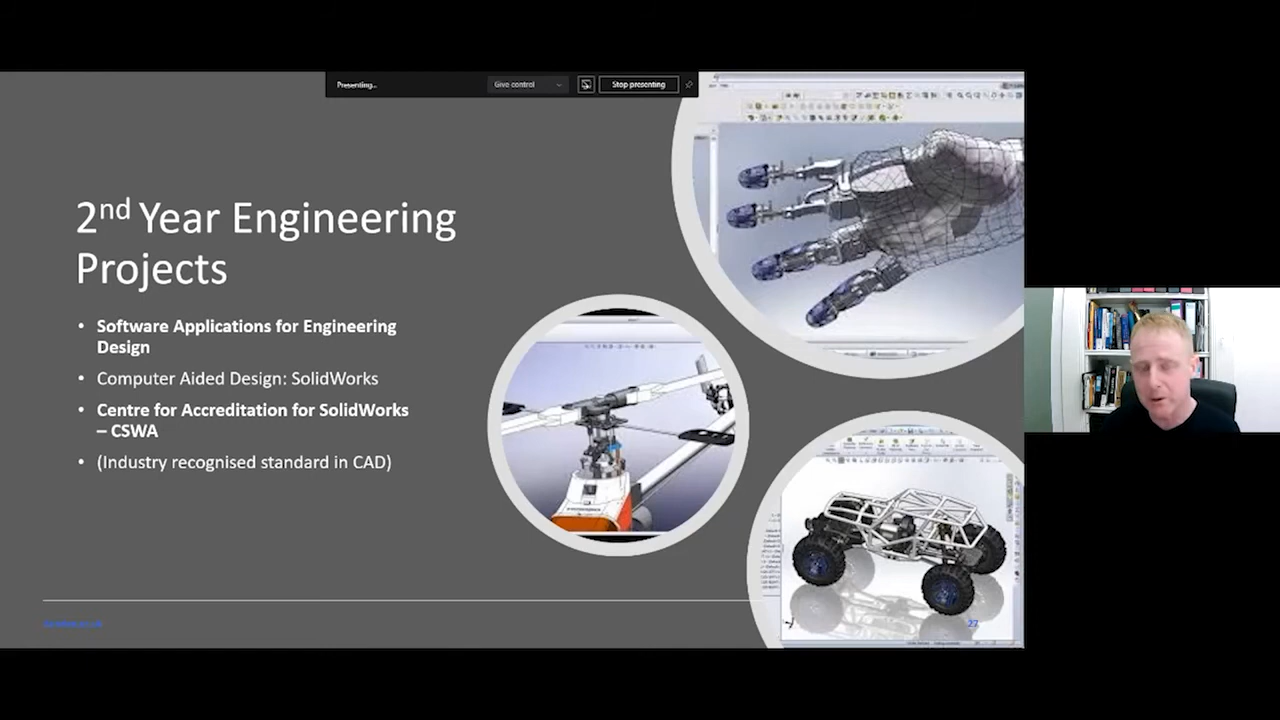 Presenting...
Give control
Stop presenting
2nd Year Engineering
Projects
• Software Applications for Engineering
Design
• Computer Aided Design: SolidWorks
• Centre for Accreditation for SolidWorks
– CSWA
• (Industry recognised standard in CAD)
27